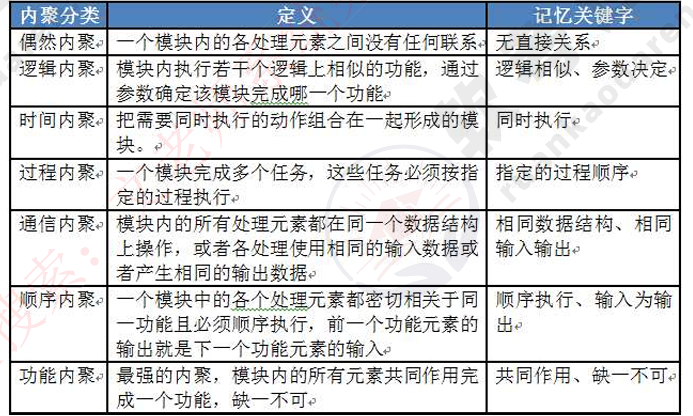 内聚分类 定义 记忆关键字
偶然内聚 一个模块内的各处理元素之间没有任何联系 无直接关系
逻辑内聚 模块内执行若干个逻辑上相似的功能，通过 逻辑相似、参数决定
参数确定该模块完成哪一个功能
时间内聚 把需要同时执行的动作组合在一起形成的模 同时执行
块。
过程内聚 一个模块完成多个任务，这些任务必须按指 指定的过程顺序
定的过程执行
通信内聚 模块内的所有处理元素都在同一个数据结构 相同数据结构、相同
上操作，或者各处理使用相同的输入数据或 输入输出
者产生相同的输出数据
顺序内聚 一个模块中的各个处理元素都密切相关于同 顺序执行、输入为输
一功能且必须顺序执行，前一个功能元素的 出
输出就是下一个功能元素的输入
功能内聚 最强的内聚，模块内的所有元素共同作用完 共同作用、缺一不可
成一个功能，缺一不可